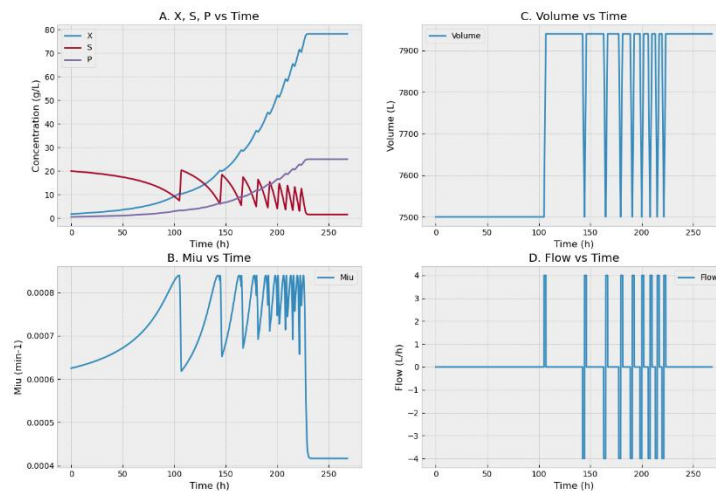 A. X, S, P vs Time
80
70
60
50
40
30
20
10
0
Concentration (g/L)
X
S
P
0 50 100 150 200 250
Time (h)
C. Volume vs Time
7900
7800
7700
7600
7500
Volume (L)
Volume
0 50 100 150 200 250
Time (h)
B. Miu vs Time
0.0008
0.0007
0.0006
0.0005
0.0004
Miu (min-1)
Miu
0 50 100 150 200 250
Time (h)
D. Flow vs Time
4
3
2
1
0
−1
−2
−3
−4
Flow (L/h)
Flow
0 50 100 150 200 250
Time (h)